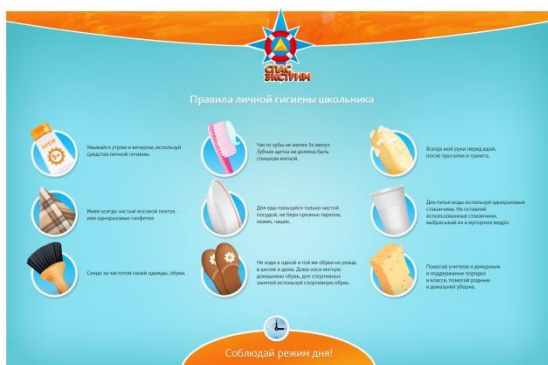 СПАС
ЭКСТРИМ
Правила личной гигиены школьника
КРЕМ
5+
Умывайся утром и вечером, используй
средства личной гигиены.
Чисти зубы не менее 3х минут.
Зубная щетка не должна быть
слишком мягкой.
Всегда мой руки перед едой,
после прогулки и туалета.
Имей всегда чистый носовой платок
или одноразовые салфетки.
Для еды пользуйся только чистой
посудой, не бери грязных тарелок,
ложек, чашек.
Для питья воды используй одноразовые
стаканчики. Не оставляй
использованные стаканчики,
выбрасывай их в мусорное ведро.
Следи за чистотой своей одежды, обуви.
Не ходи в одной и той же обуви на улице,
в школе и дома. Дома носи мягкую
домашнюю обувь, для спортивных
занятий используй спортивную обувь.
Помогай учителю и дежурным
в поддержании порядка
в классе, помогай родным
в домашней уборке.
Соблюдай режим дня!